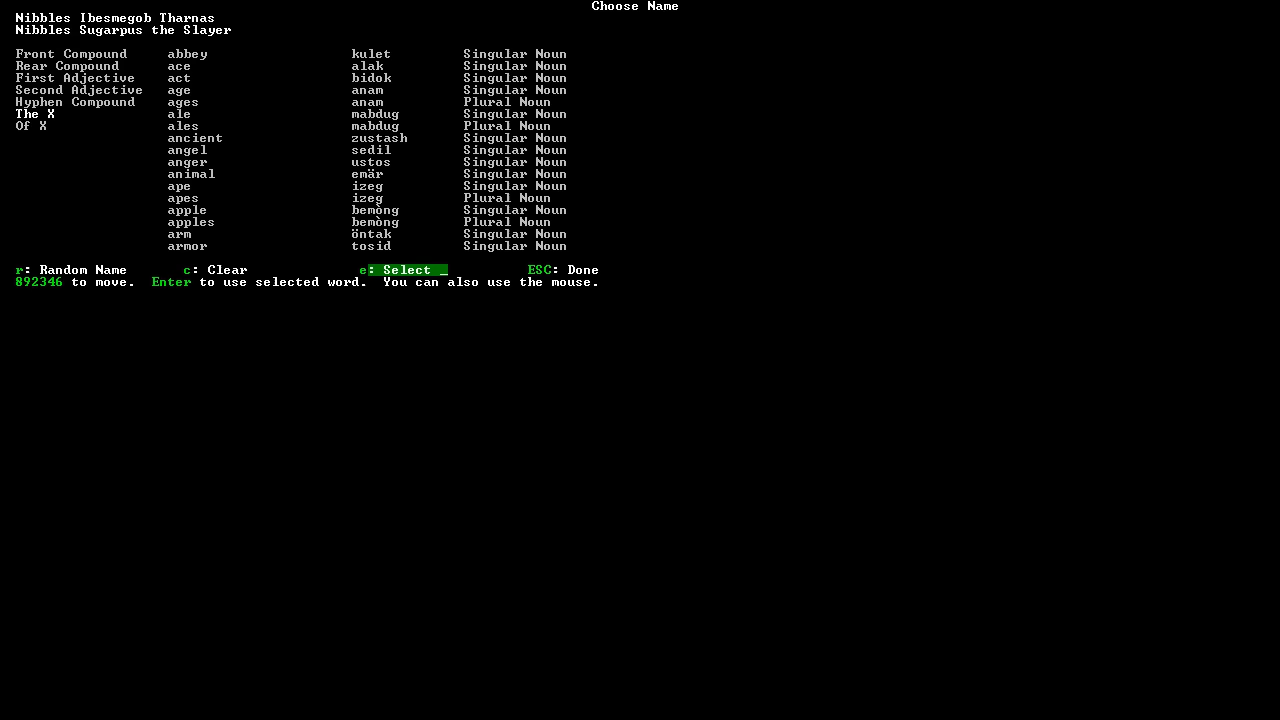 Choose Name
Nibbles Ibesmegob Tharnas
Nibbles Sugarpus the Slayer
Front Compound abbey kulet Singular Noun
Rear Compound ace alak Singular Noun
First Adjective act bidok Singular Noun
Second Adjective age anam Singular Noun
Hyphen Compound ages anam Plural Noun
The X ale mabdug Singular Noun
Of X ales mabdug Plural Noun
ancient zustash Singular Noun
angel sedil Singular Noun
anger ustos Singular Noun
animal emär Singular Noun
ape izeg Singular Noun
apes izeg Plural Noun
apple bemòng Singular Noun
apples bemòng Plural Noun
arm öntak Singular Noun
armor tosid Singular Noun
r: Random Name c: Clear e: Select _ ESC: Done
892346 to move. Enter to use selected word. You can also use the mouse.